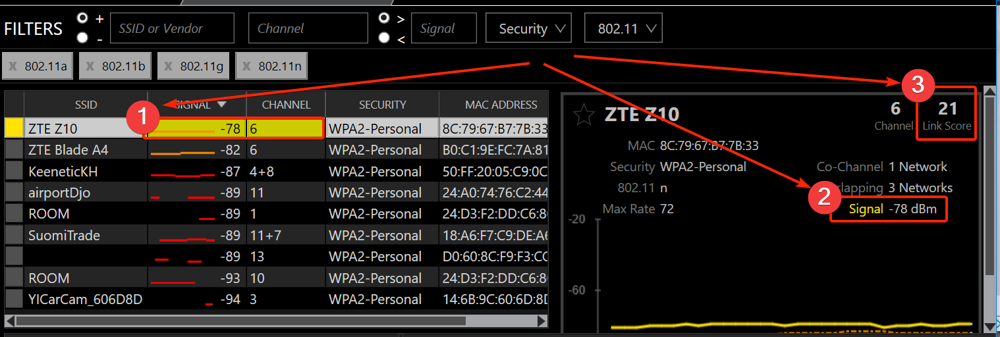 FILTERS + - SSID or Vendor Channel > < Signal Security 802.11
X 802.11a X 802.11b X 802.11g X 802.11n
SSID SIGNAL CHANNEL SECURITY MAC ADDRESS
ZTE Z10 -78 6 WPA2-Personal 8C:79:67:B7:7B:33
ZTE Blade A4 -82 6 WPA2-Personal B0:C1:9E:FC:7A:81
KeeneticKH -87 4+8 WPA2-Personal 50:FF:20:05:C9:0C
airportDjo -89 11 WPA2-Personal 24:A0:74:76:C2:44
ROOM -89 1 WPA2-Personal 24:D3:F2:DD:C6:8
SuomiTrade -89 11+7 WPA2-Personal 18:A6:F7:C9:DE:A6
-89 13 WPA2-Personal D0:60:8C:F9:F3:CC
ROOM -93 10 WPA2-Personal 24:D3:F2:DD:C6:8
YICarCam_606D8D -94 3 WPA2-Personal 14:6B:9C:60:6D:8D
1
2
3
ZTE Z10
6 21
Channel Link Score
MAC 8C:79:67:B7:7B:33
Security WPA2-Personal Co-Channel 1 Network
802.11 n rlapping 3 Networks
Max Rate 72 Signal -78 dBm
-20
-60